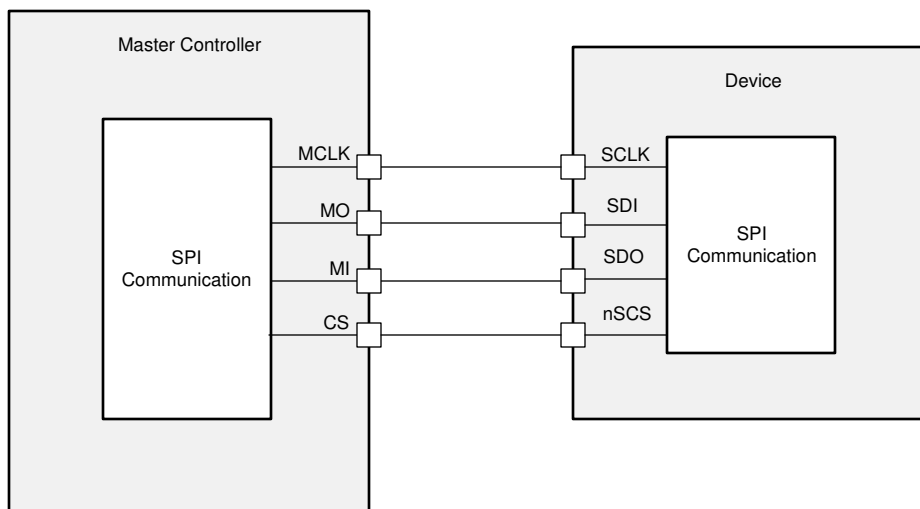 Master Controller
Device
MCLK
SCLK
MO
SDI
SPI
Communication
SPI
Communication
MI
SDO
CS
nSCS